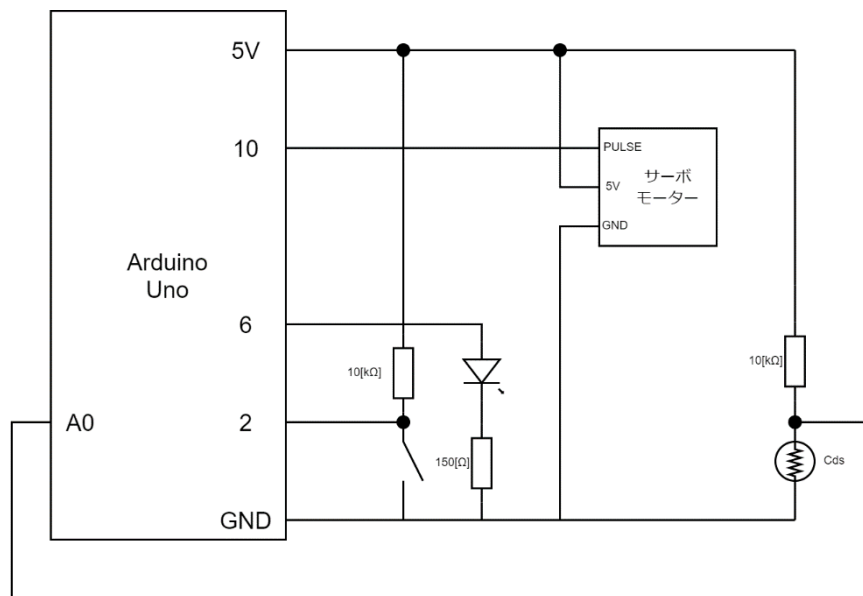 5V
10
PULSE
サーボ
モーター
5V
GND
Arduino
Uno
6
10[kΩ]
10[kΩ]
A0
2
150[Ω]
Cds
GND